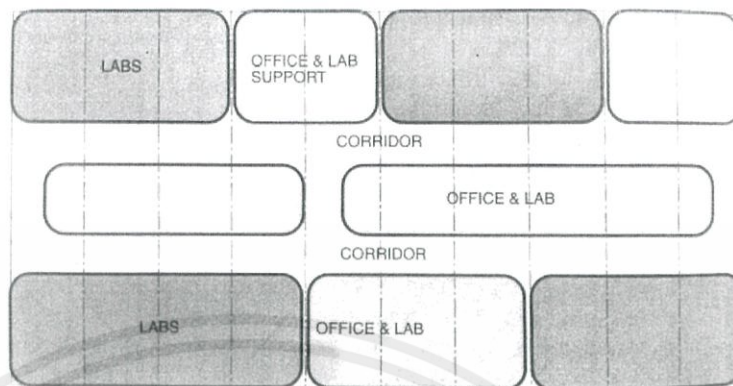 LABS
OFFICE & LAB
SUPPORT
CORRIDOR
OFFICE & LAB
CORRIDOR
LABS
OFFICE & LAB